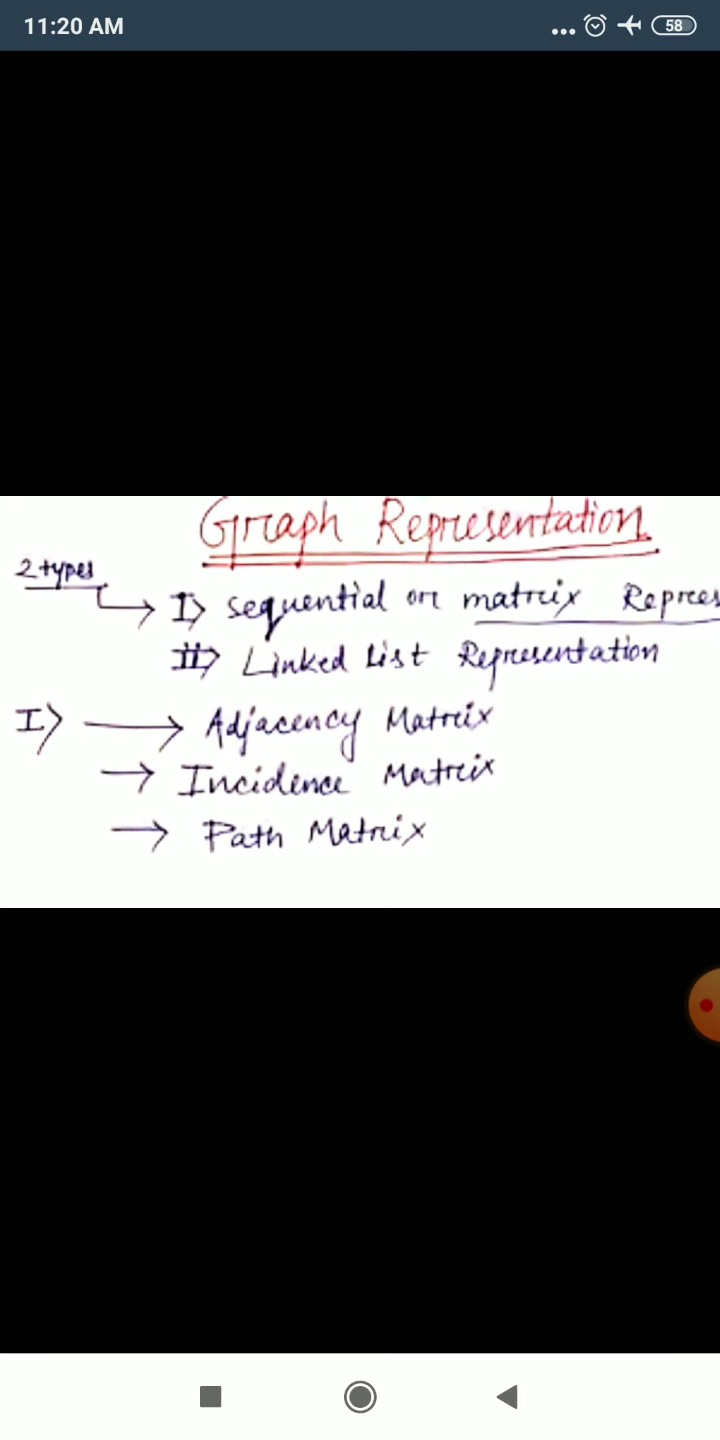 11:20 AM
58
Graph Representation.
2 types
I> sequential or matrix Repres
II> Linked List Representation
I> → Adjacency Matrix
→ Incidence Matrix
→ Path Matrix